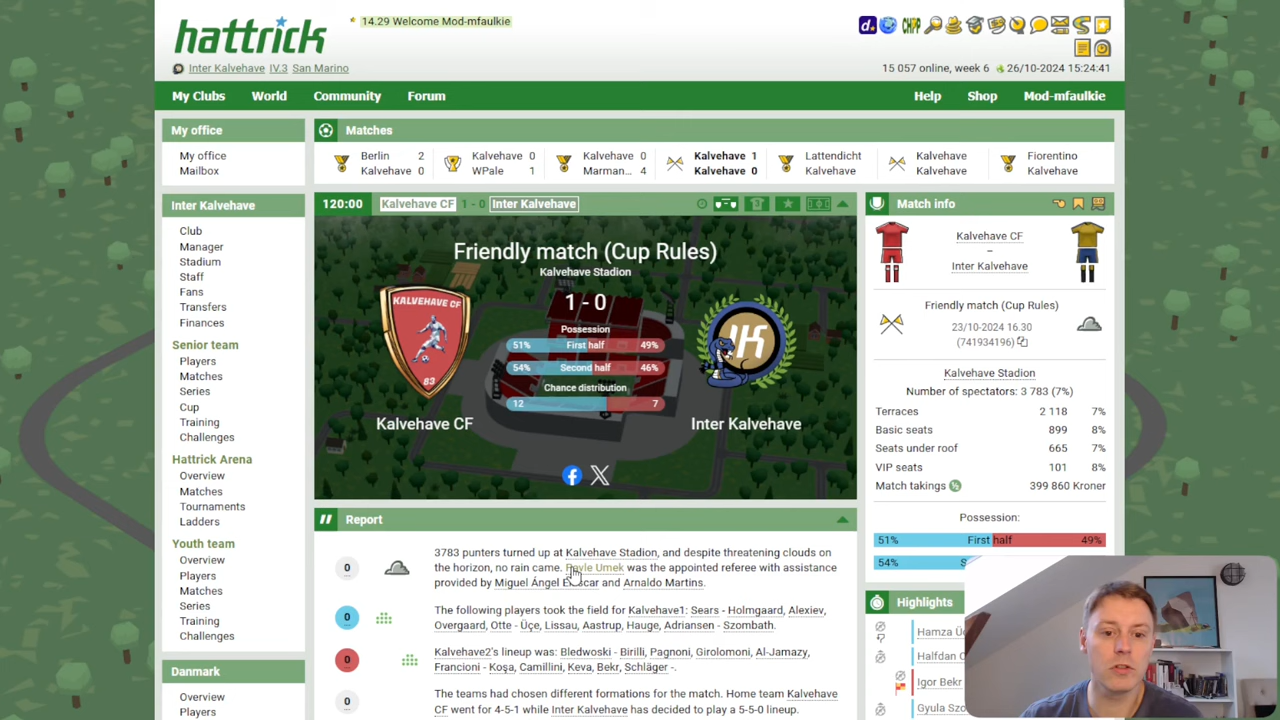 hattrick
14.29 Welcome Mod-mfaulkie
CHPP
Inter Kalvehave IV.3 San Marino
15 057 online, week 6 26/10-2024 15:24:41
My Clubs World Community Forum Help Shop Mod-mfaulkie
My office
My office
Mailbox
Inter Kalvehave
Club
Manager
Stadium
Staff
Fans
Transfers
Finances
Senior team
Players
Matches
Series
Cup
Training
Challenges
Hattrick Arena
Overview
Matches
Tournaments
Ladders
Youth team
Overview
Players
Matches
Series
Training
Challenges
Danmark
Overview
Players
Matches
Berlin 2
Kalvehave 0
Kalvehave 0
WPale 1
Kalvehave 0
Marman... 4
Kalvehave 1
Kalvehave 0
Lattendicht
Kalvehave
Kalvehave
Kalvehave
Fiorentino
Kalvehave
120:00 Kalvehave CF 1 - 0 Inter Kalvehave
Friendly match (Cup Rules)
Kalvehave Stadion
1 - 0
Possession
51% First half 49%
54% Second half 46%
Chance distribution
12 7
KALVEHAVE CF
83
IK
Kalvehave CF
Inter Kalvehave
Report
0
3783 punters turned up at Kalvehave Stadion, and despite threatening clouds on
the horizon, no rain came. Umek was the appointed referee with assistance
provided by Miguel Ángel and Arnaldo Martins.
0
The following players took the field for Kalvehave1: Sears - Holmgaard, Alexiev,
Overgaard, Otte - Üçe, Lissau, Aastrup, Hauge, Adriansen - Szombath.
0
Kalvehave2's lineup was: Bledwoski - Birilli, Pagnoni, Girolomoni, Al-Jamazy,
Francioni - Koşa, Camillini, Keva, Bekr, Schläger -.
0
The teams had chosen different formations for the match. Home team Kalvehave
CF went for 4-5-1 while Inter Kalvehave has decided to play a 5-5-0 lineup.
Match info
Kalvehave CF
–
Inter Kalvehave
Friendly match (Cup Rules)
23/10-2024 16.30
(741934196)
Kalvehave Stadion
Number of spectators: 3 783 (7%)
Terraces 2 118 7%
Basic seats 899 8%
Seats under roof 665 7%
VIP seats 101 8%
Match takings 399 860 Kroner
Possession:
51% First half 49%
54%
Highlights
Hamza
Halfdan
Igor Bekr
Gyula